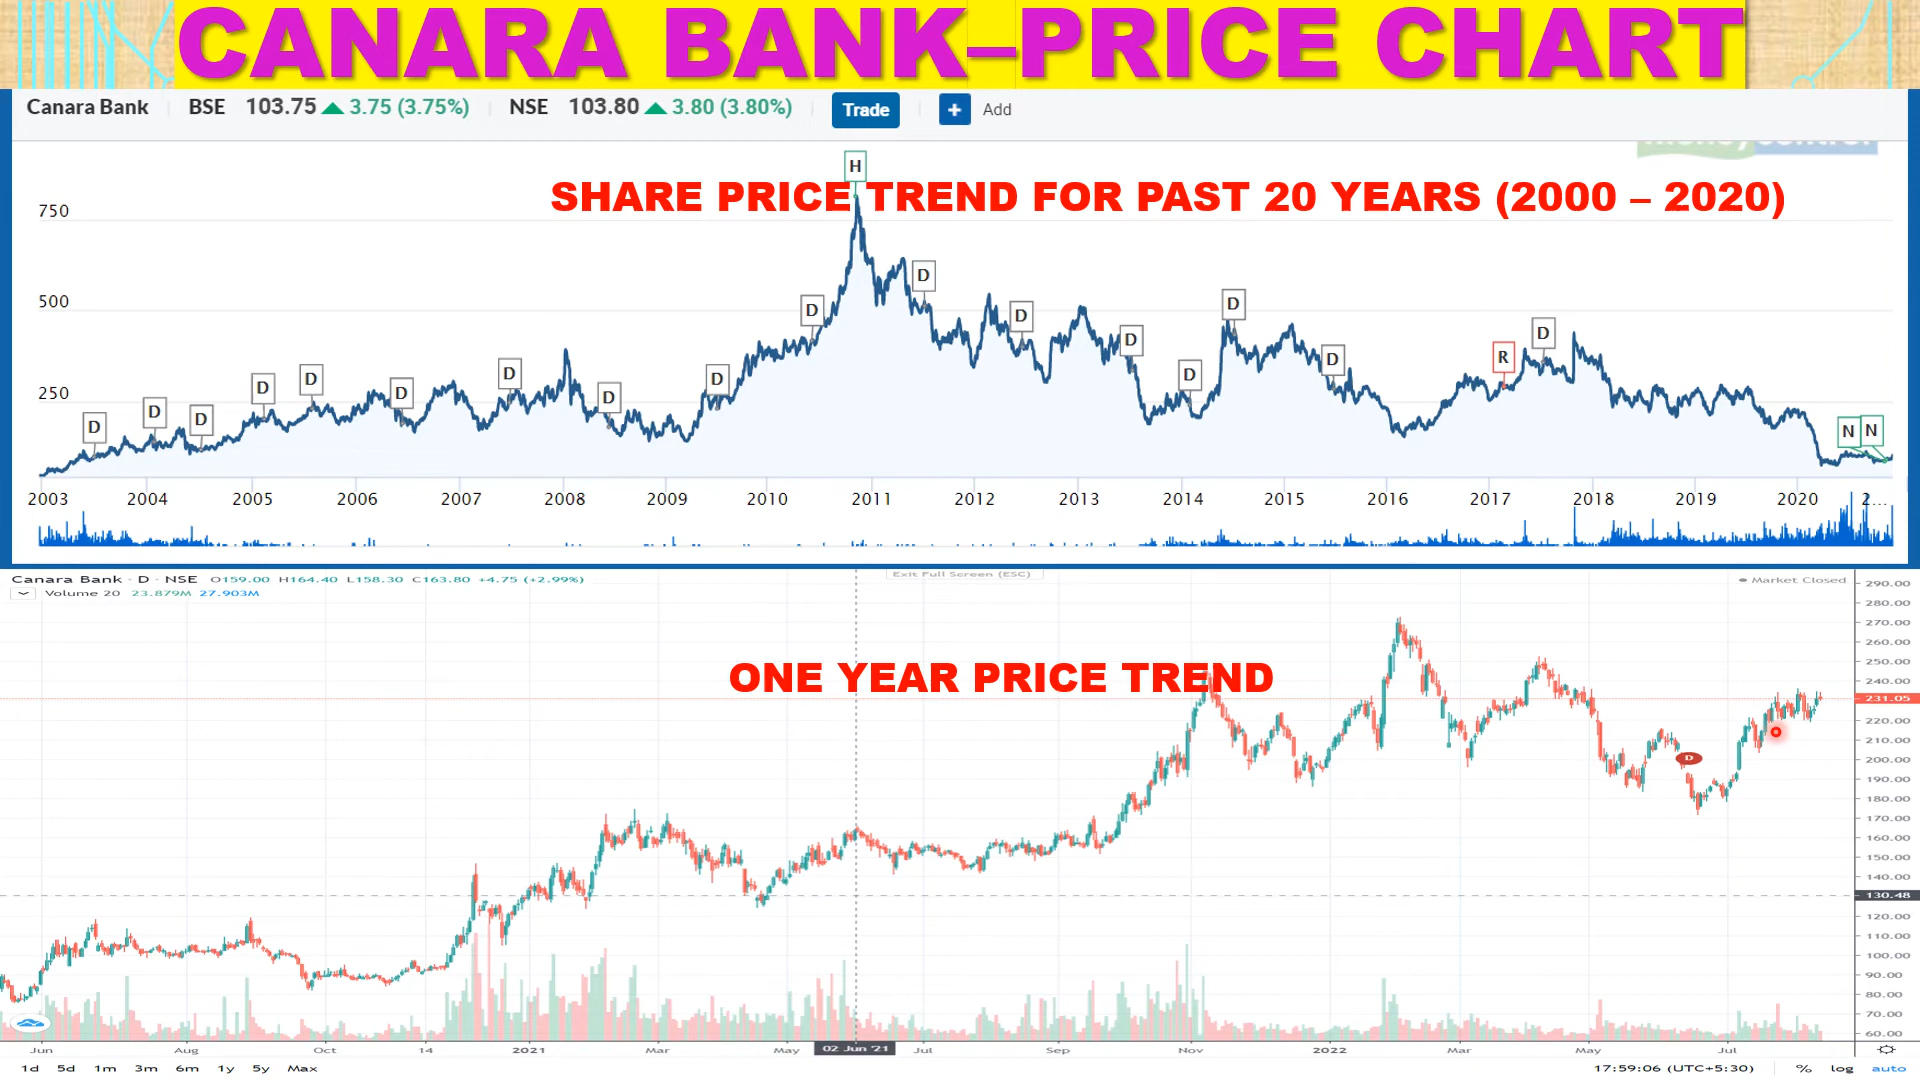 CANARA BANK–PRICE CHART
Canara Bank BSE 103.75 3.75 (3.75%) NSE 103.80 3.80 (3.80%) Trade + Add
H
SHARE PRICE TREND FOR PAST 20 YEARS (2000 – 2020)
750
500
250
D D D D D D D D D D D D D D D D R D N N
2003 2004 2005 2006 2007 2008 2009 2010 2011 2012 2013 2014 2015 2016 2017 2018 2019 2020 2...
Canara Bank · D · NSE O159.00 H164.40 L158.30 C163.80 +4.75 (+2.99%)
Exit Full Screen (ESC)
Market Closed
Volume 20 23.879M 27.903M
ONE YEAR PRICE TREND
D
290.00
280.00
270.00
260.00
250.00
240.00
231.05
220.00
210.00
200.00
190.00
180.00
170.00
160.00
150.00
140.00
130.48
120.00
110.00
100.00
90.00
80.00
70.00
60.00
Jun Aug Oct 14 2021 Mar May 02 Jun '21 Jul Sep Nov 2022 Mar May Jul
1d 5d 1m 3m 6m 1y 5y Max 17:59:06 (UTC+5:30) % log auto